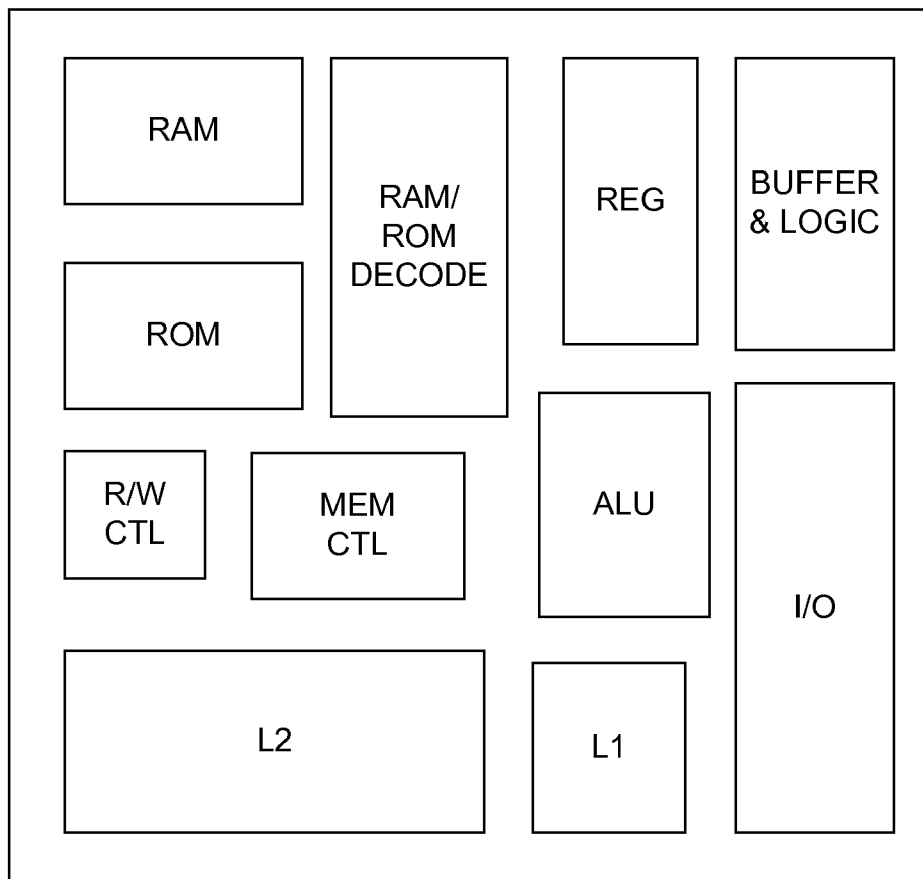 RAM
RAM/
ROM
DECODE
REG
BUFFER
& LOGIC
ROM
R/W
CTL
MEM
CTL
ALU
I/O
L2
L1